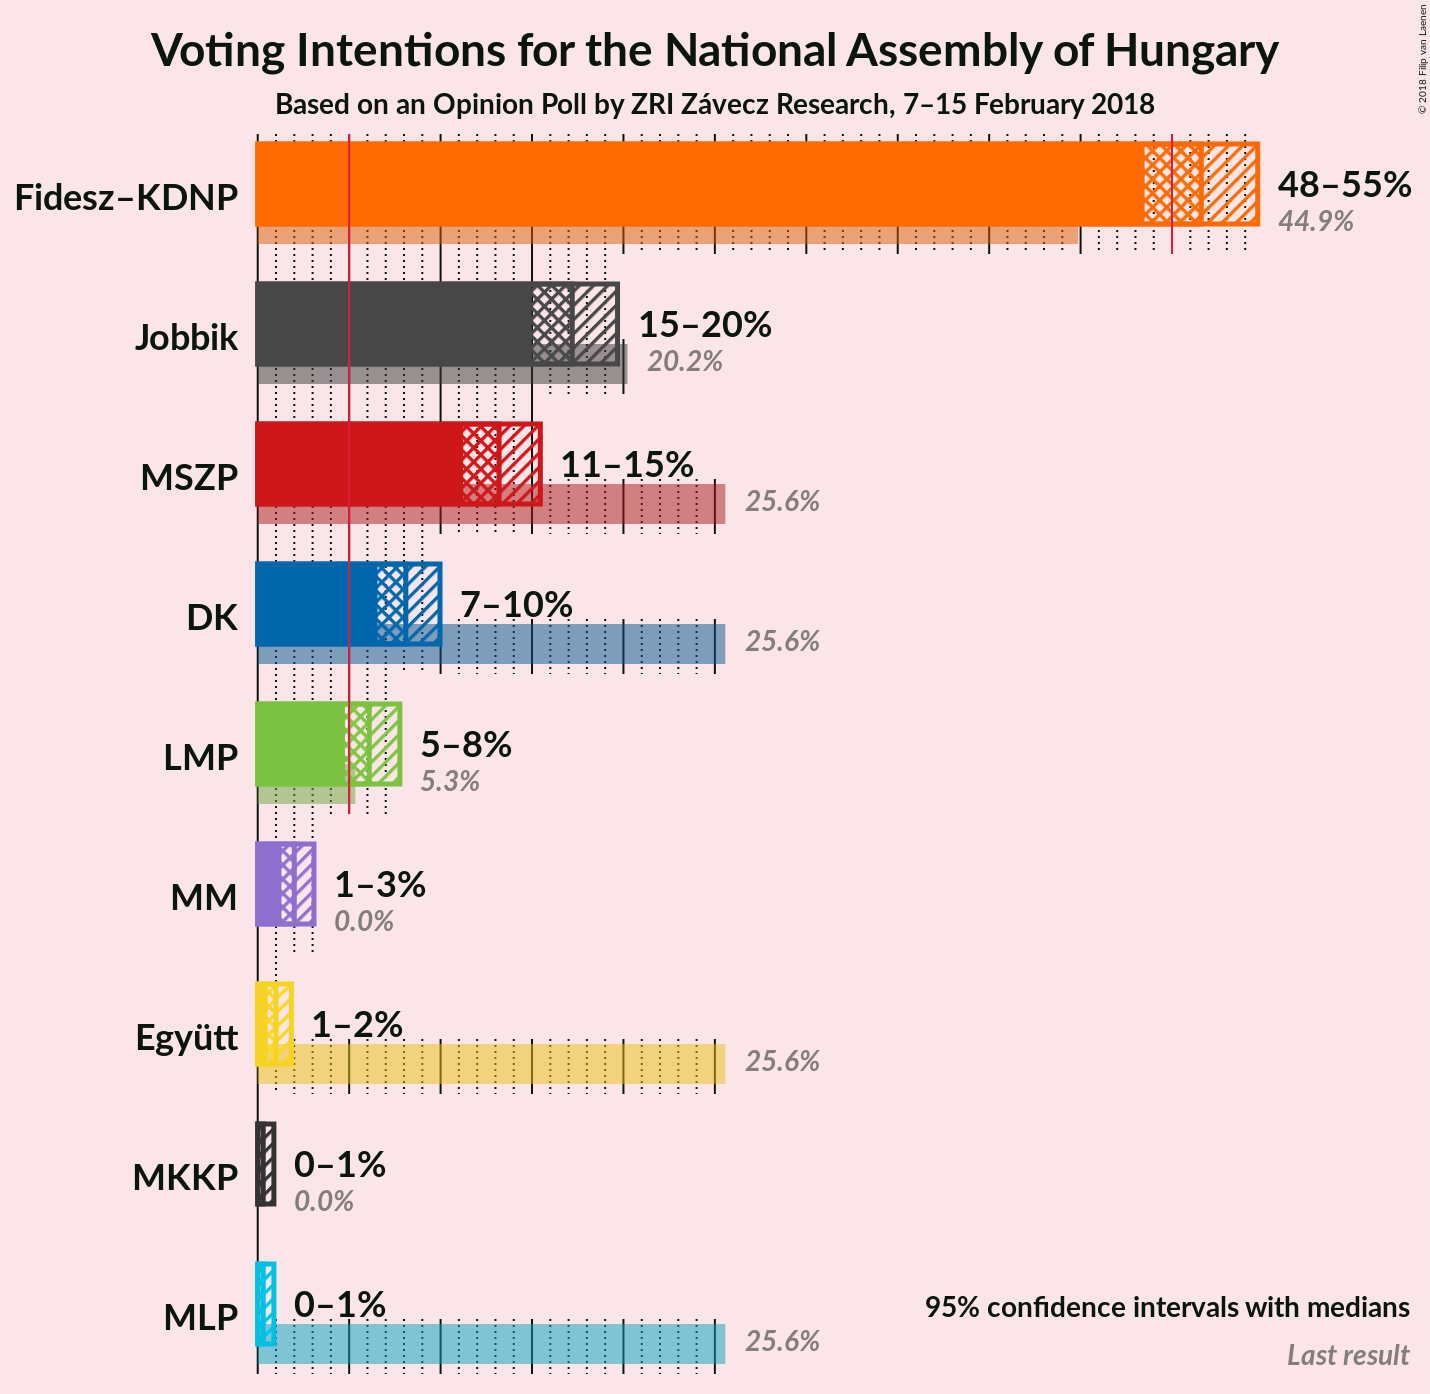 Voting Intentions for the National Assembly of Hungary
Based on an Opinion Poll by ZRI Závecz Research, 7–15 February 2018
© 2018 Filip van Laenen
Fidesz–KDNP
48–55%
44.9%
Jobbik
15–20%
20.2%
MSZP
11–15%
25.6%
DK
7–10%
25.6%
LMP
5–8%
5.3%
MM
1–3%
0.0%
Együtt
1–2%
25.6%
MKKP
0–1%
0.0%
MLP
0–1%
25.6%
95% confidence intervals with medians
Last result